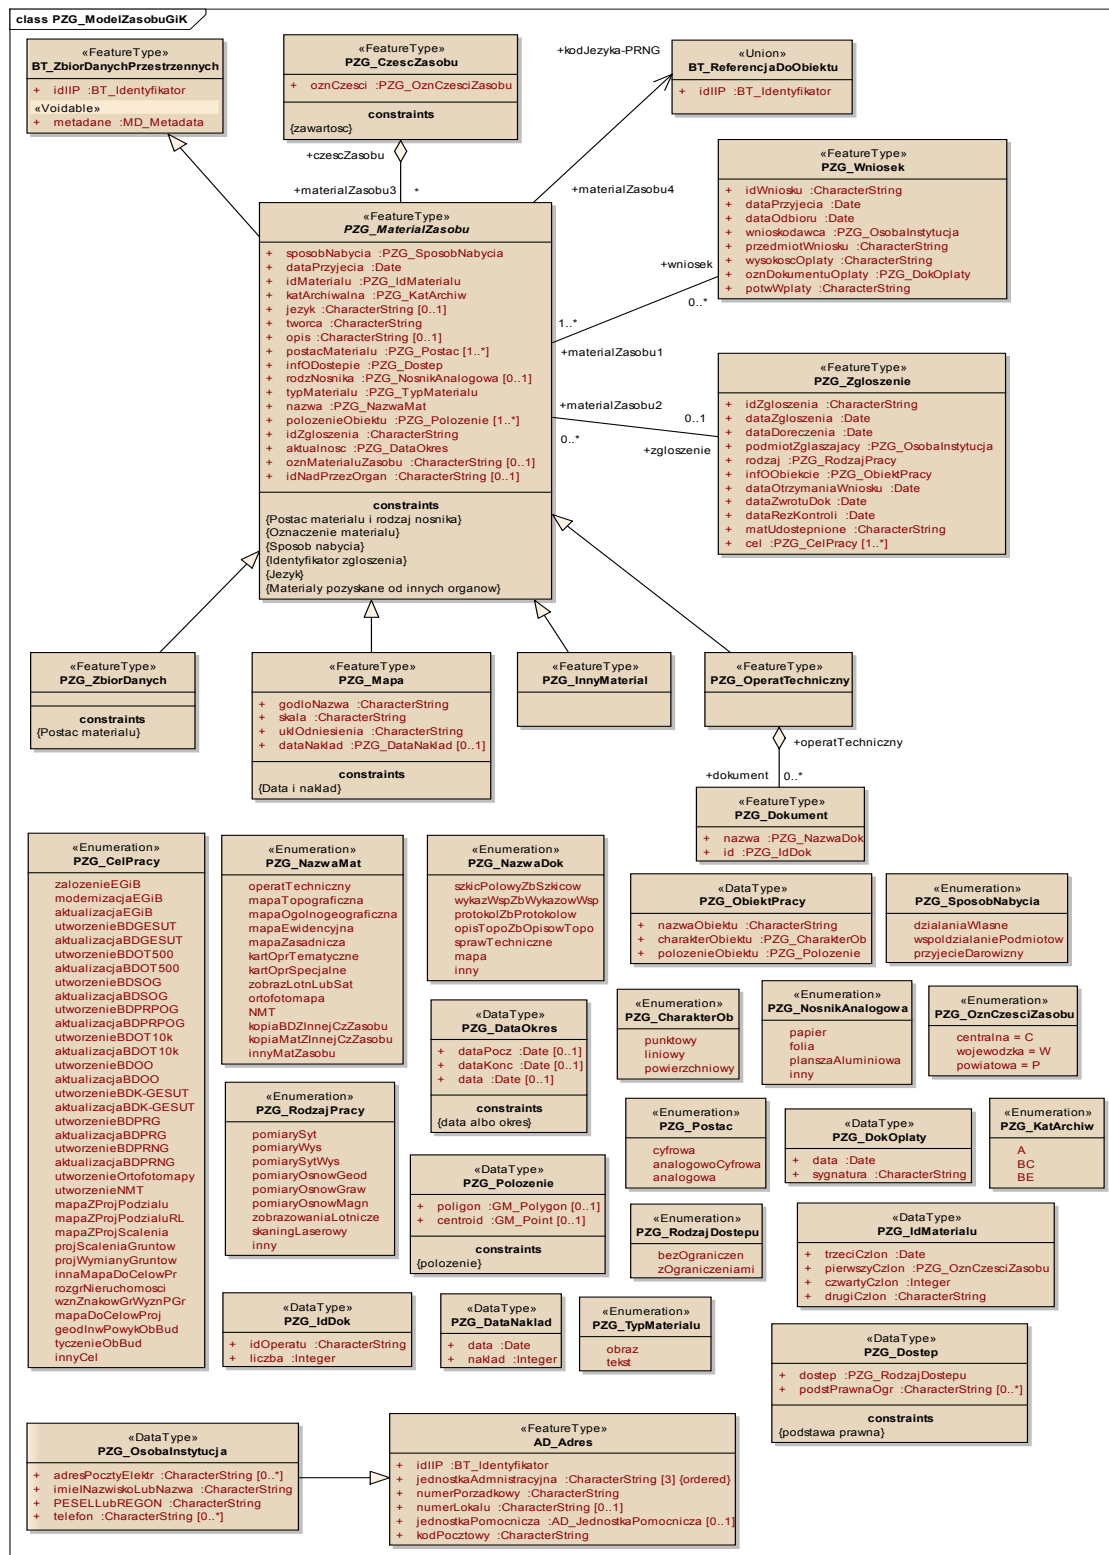 class PZG_ModelZasobuGiK
«FeatureType»
BT_ZbiorDanychPrzestrzennych
+ idIIP :BT_Identyfikator
«Voidable»
+ metadane :MD_Metadata
«FeatureType»
PZG_CzescZasobu
+ oznCzesci :PZG_OznCzesciZasobu
constraints
{zawartosc}
+kodJezyka-PRNG
«Union»
BT_ReferencjaDoObiektu
+ idIIP :BT_Identyfikator
+czescZasobu
+materialZasobu3
*
+materialZasobu4
«FeatureType»
PZG_MaterialZasobu
+ sposobNabycia :PZG_SposobNabycia
+ dataPrzyjecia :Date
+ idMaterialu :PZG_IdMaterialu
+ katArchiwalna :PZG_KatArchiw
+ jezyk :CharacterString [0..1]
+ tworca :CharacterString
+ opis :CharacterString [0..1]
+ postacMaterialu :PZG_Postac [1..*]
+ infODostepie :PZG_Dostep
+ rodzNosnika :PZG_NosnikAnalogowa [0..1]
+ typMaterialu :PZG_TypMaterialu
+ nazwa :PZG_NazwaMat
+ polozenieObiektu :PZG_Polozenie [1..*]
+ idZgloszenia :CharacterString
+ aktualnosc :PZG_DataOkres
+ oznMaterialuZasobu :CharacterString [0..1]
+ idNadPrzezOrgan :CharacterString [0..1]
constraints
{Postac materialu i rodzaj nosnika}
{Oznaczenie materialu}
{Sposob nabycia}
{Identyfikator zgloszenia}
{Jezyk}
{Materialy pozyskane od innych organow}
«FeatureType»
PZG_Wniosek
+ idWniosku :CharacterString
+ dataPrzyjecia :Date
+ dataOdbioru :Date
+ wnioskodawca :PZG_OsobaInstytucja
+ przedmiotWniosku :CharacterString
+ wysokoscOplaty :CharacterString
+ oznDokumentuOplaty :PZG_DokOplaty
+ potwWplaty :CharacterString
+wniosek
0..*
1..*
+materialZasobu1
+materialZasobu2
0..*
0..1
+zgloszenie
«FeatureType»
PZG_Zgloszenie
+ idZgloszenia :CharacterString
+ dataZgloszenia :Date
+ dataDoreczenia :Date
+ podmiotZglaszajacy :PZG_OsobaInstytucja
+ rodzaj :PZG_RodzajPracy
+ infOObiekcie :PZG_ObiektPracy
+ dataOtrzymaniaWniosku :Date
+ dataZwrotuDok :Date
+ dataRezKontroli :Date
+ matUdostepnione :CharacterString
+ cel :PZG_CelPracy [1..*]
«FeatureType»
PZG_ZbiorDanych
constraints
{Postac materialu}
«FeatureType»
PZG_Mapa
+ godloNazwa :CharacterString
+ skala :CharacterString
+ uklOdniesienia :CharacterString
+ dataNaklad :PZG_DataNaklad [0..1]
constraints
{Data i naklad}
«FeatureType»
PZG_InnyMaterial
«FeatureType»
PZG_OperatTechniczny
+operatTechniczny
+dokument
0..*
«FeatureType»
PZG_Dokument
+ nazwa :PZG_NazwaDok
+ id :PZG_IdDok
«Enumeration»
PZG_CelPracy
zalozenieEGiB
modernizacjaEGiB
aktualizacjaEGiB
utworzenieBDGESUT
aktualizacjaBDGESUT
utworzenieBDOT500
aktualizacjaBDOT500
utworzenieBDSOG
aktualizacjaBDSOG
utworzenieBDPRPOG
aktualizacjaBDPRPOG
utworzenieBDOT10k
aktualizacjaBDOT10k
utworzenieBDOO
aktualizacjaBDOO
utworzenieBDK-GESUT
aktualizacjaBDK-GESUT
utworzenieBDPRG
aktualizacjaBDPRG
utworzenieBDPRNG
aktualizacjaBDPRNG
utworzenieOrtofotomapy
utworzenieNMT
mapaZProjPodzialu
mapaZProjPodzialuRL
mapaZProjScalenia
projScaleniaGruntow
projWymianyGruntow
innaMapaDoCelowPr
rozgrNieruchomosci
wznZnakowGrWyznPGr
mapaDoCelowProj
geodInwPowykObBud
tyczenieObBud
innyCel
«Enumeration»
PZG_NazwaMat
operatTechniczny
mapaTopograficzna
mapaOgolnogeograficzna
mapaEwidencyjna
mapaZasadnicza
kartOprTematyczne
kartOprSpecjalne
zobrazLotnLubSat
ortofotomapa
NMT
kopiaBDZInnejCzZasobu
kopiaMatZInnejCzZasobu
innyMatZasobu
«Enumeration»
PZG_NazwaDok
szkicPolowyZbSzkicow
wykazWspZbWykazowWsp
protokolZbProtokolow
opisTopoZbOpisowTopo
sprawTechniczne
mapa
inny
«DataType»
PZG_ObiektPracy
+ nazwaObiektu :CharacterString
+ charakterObiektu :PZG_CharakterOb
+ polozenieObiektu :PZG_Polozenie
«Enumeration»
PZG_SposobNabycia
dzialaniaWlasne
wspoldzialaniePodmiotow
przyjecieDarowizny
«DataType»
PZG_DataOkres
+ dataPocz :Date [0..1]
+ dataKonc :Date [0..1]
+ data :Date [0..1]
constraints
{data albo okres}
«Enumeration»
PZG_CharakterOb
punktowy
liniowy
powierzchniowy
«Enumeration»
PZG_NosnikAnalogowa
papier
folia
planszaAluminiowa
inny
«Enumeration»
PZG_OznCzesciZasobu
centralna = C
wojewodzka = W
powiatowa = P
«Enumeration»
PZG_RodzajPracy
pomiarySyt
pomiaryWys
pomiarySytWys
pomiaryOsnowGeod
pomiaryOsnowGraw
pomiaryOsnowMagn
zobrazowaniaLotnicze
skaningLaserowy
inny
«DataType»
PZG_Polozenie
+ poligon :GM_Polygon [0..1]
+ centroid :GM_Point [0..1]
constraints
{polozenie}
«Enumeration»
PZG_Postac
cyfrowa
analogowoCyfrowa
analogowa
«DataType»
PZG_DokOplaty
+ data :Date
+ sygnatura :CharacterString
«Enumeration»
PZG_KatArchiw
A
BC
BE
«Enumeration»
PZG_RodzajDostepu
bezOgraniczen
zOgraniczeniami
«DataType»
PZG_IdMaterialu
+ trzeciCzlon :Date
+ pierwszyCzlon :PZG_OznCzesciZasobu
+ czwartyCzlon :Integer
+ drugiCzlon :CharacterString
«DataType»
PZG_IdDok
+ idOperatu :CharacterString
+ liczba :Integer
«DataType»
PZG_DataNaklad
+ data :Date
+ naklad :Integer
«Enumeration»
PZG_TypMaterialu
obraz
tekst
«DataType»
PZG_Dostep
+ dostep :PZG_RodzajDostepu
+ podstPrawnaOgr :CharacterString [0..*]
constraints
{podstawa prawna}
«DataType»
PZG_OsobaInstytucja
+ adresPocztyElektr :CharacterString [0..*]
+ imieINazwiskoLubNazwa :CharacterString
+ PESELLubREGON :CharacterString
+ telefon :CharacterString [0..*]
«FeatureType»
AD_Adres
+ idIIP :BT_Identyfikator
+ jednostkaAdmnistracyjna :CharacterString [3] {ordered}
+ numerPorzadkowy :CharacterString
+ numerLokalu :CharacterString [0..1]
+ jednostkaPomocnicza :AD_JednostkaPomocnicza [0..1]
+ kodPocztowy :CharacterString